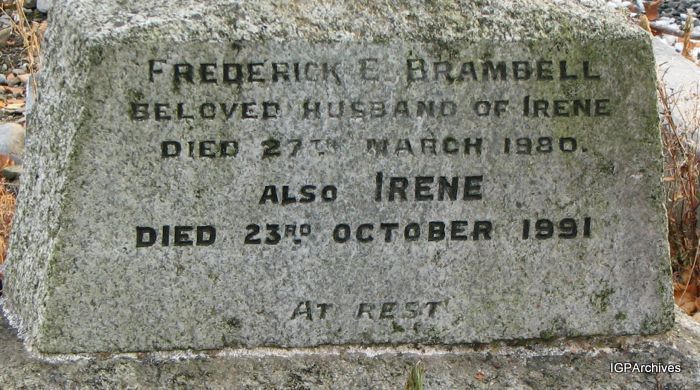 FREDERICK E. BRAMBELL
BELOVED HUSBAND OF IRENE
DIED 27TH MARCH 1980.
ALSO IRENE
DIED 23RD OCTOBER 1991
AT REST
IGPArchives